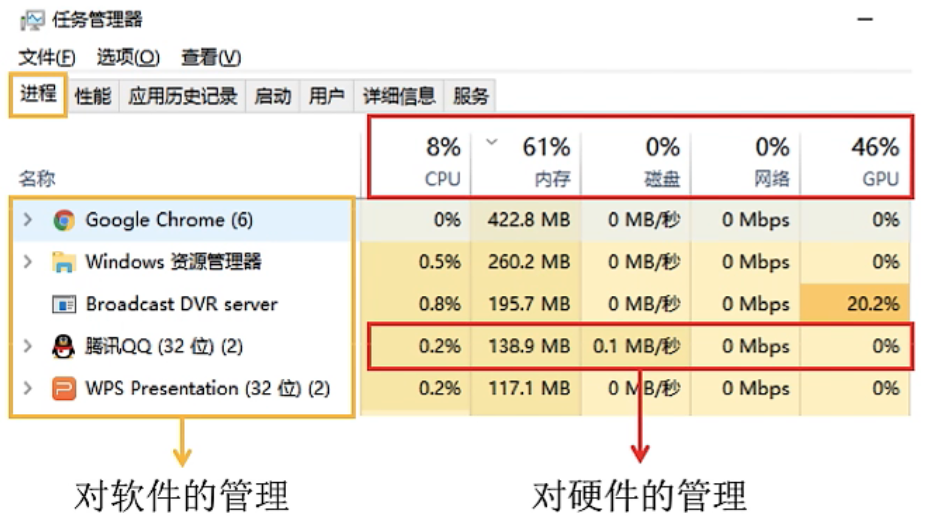 任务管理器
文件(F) 选项(O) 查看(V)
进程 性能 应用历史记录 启动 用户 详细信息 服务
8% 61% 0% 0% 46%
名称 CPU 内存 磁盘 网络 GPU
Google Chrome (6) 0% 422.8 MB 0 MB/秒 0 Mbps 0%
Windows 资源管理器 0.5% 260.2 MB 0 MB/秒 0 Mbps 0%
Broadcast DVR server 0.8% 195.7 MB 0 MB/秒 0 Mbps 20.2%
腾讯QQ (32 位) (2) 0.2% 138.9 MB 0.1 MB/秒 0 Mbps 0%
WPS Presentation (32 位) (2) 0.2% 117.1 MB 0 MB/秒 0 Mbps 0%
对软件的管理 对硬件的管理